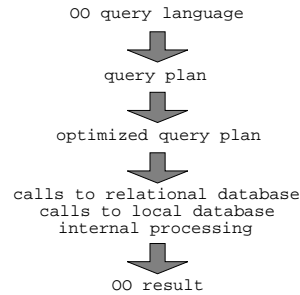 OO query language
query plan
optimized query plan
calls to relational database
calls to local database
internal processing
OO result